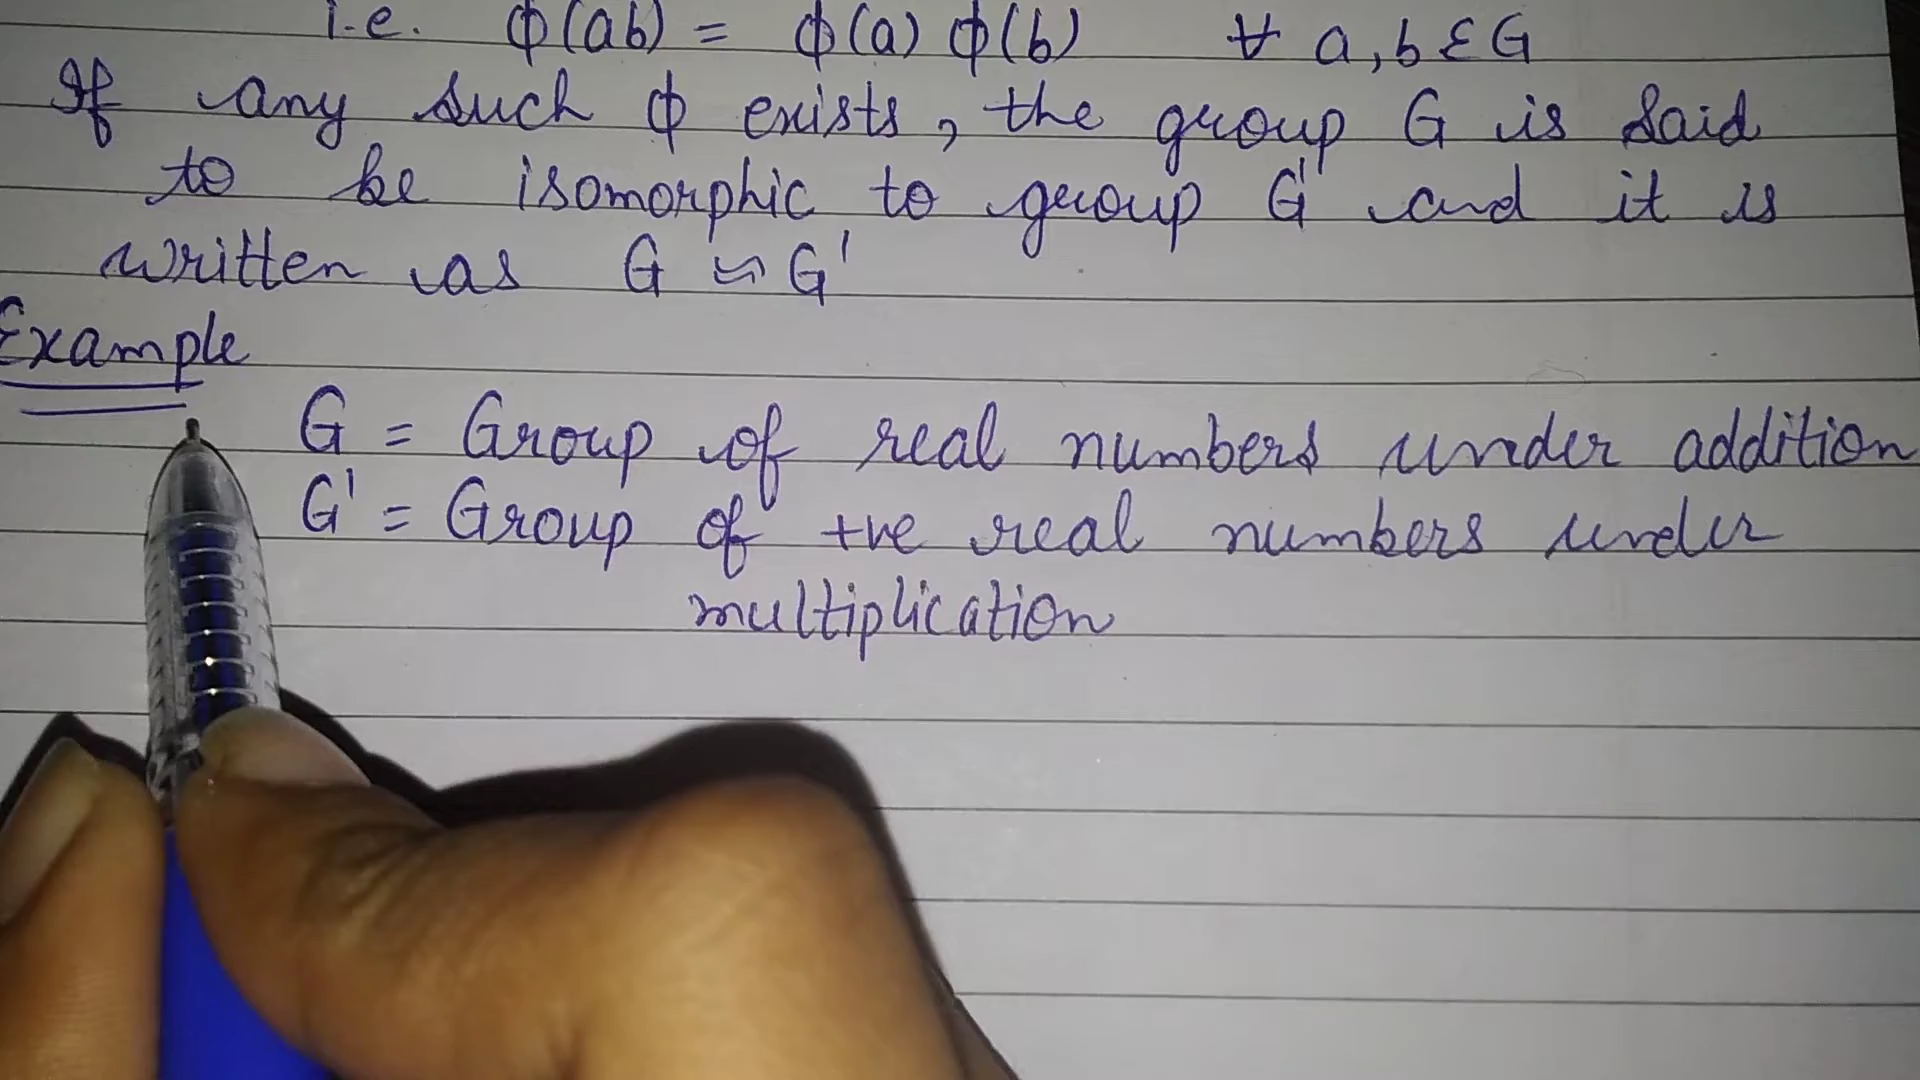 i.e. ϕ(ab) = ϕ(a) ϕ(b) ∀ a, b ε G
If any such ϕ exists, the group G is said
to be isomorphic to group G' and it is
written as G ≈ G'
Example
G = Group of real numbers under addition
G' = Group of +ve real numbers under
multiplication